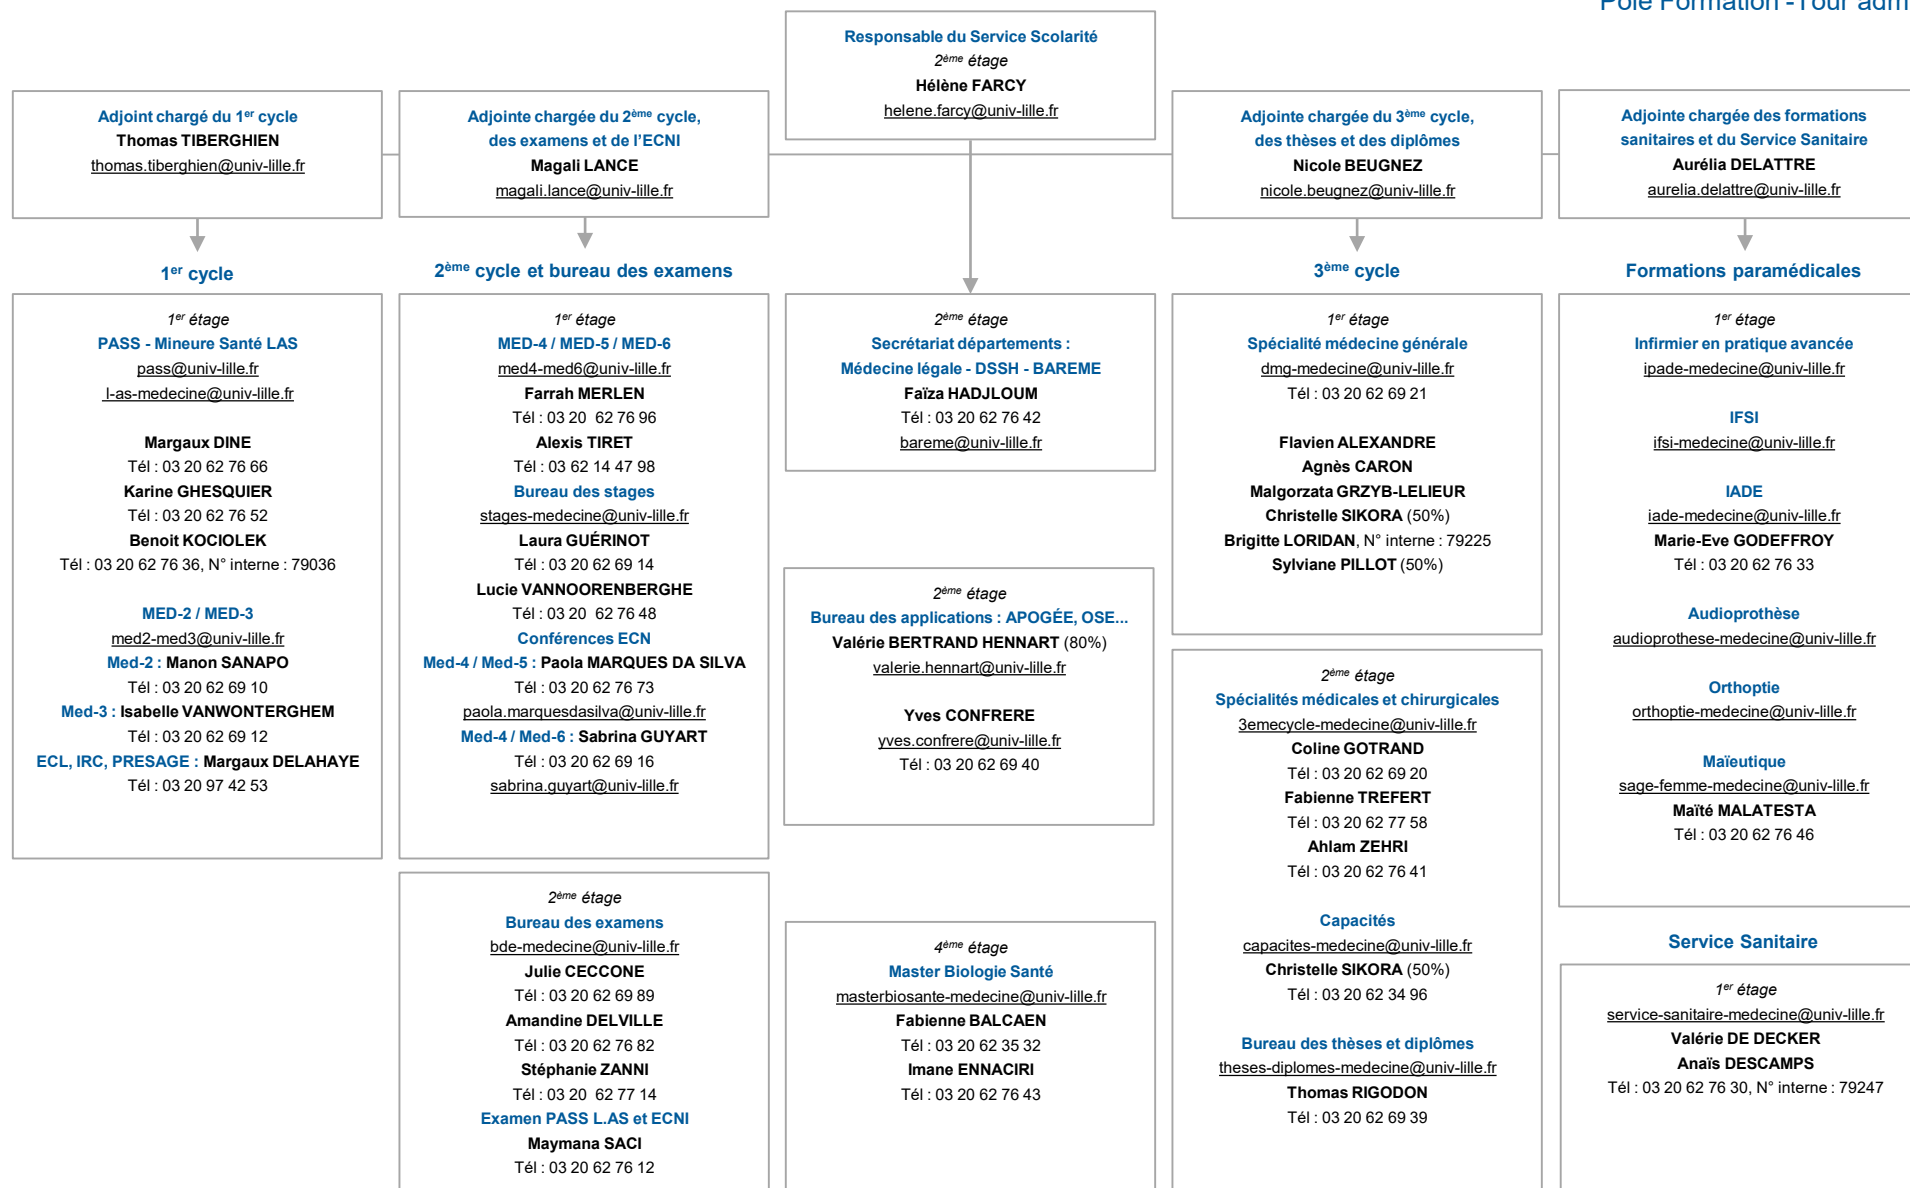 Pôle Formation - Tour adm
Responsable du Service Scolarité
2ème étage
Hélène FARCY
helene.farcy@univ-lille.fr
Adjoint chargé du 1er cycle
Thomas TIBERGHIEN
thomas.tiberghien@univ-lille.fr
Adjointe chargée du 2ème cycle,
des examens et de l'ECNI
Magali LANCE
magali.lance@univ-lille.fr
Adjointe chargée du 3ème cycle,
des thèses et des diplômes
Nicole BEUGNEZ
nicole.beugnez@univ-lille.fr
Adjointe chargée des formations
sanitaires et du Service Sanitaire
Aurélia DELATTRE
aurelia.delattre@univ-lille.fr
1er cycle
1er étage
PASS - Mineure Santé LAS
pass@univ-lille.fr
l-as-medecine@univ-lille.fr
Margaux DINE
Tél : 03 20 62 76 66
Karine GHESQUIER
Tél : 03 20 62 76 52
Benoit KOCIOLEK
Tél : 03 20 62 76 36, N° interne : 79036
MED-2 / MED-3
med2-med3@univ-lille.fr
Med-2 : Manon SANAPO
Tél : 03 20 62 69 10
Med-3 : Isabelle VANWONTERGHEM
Tél : 03 20 62 69 12
ECL, IRC, PRESAGE : Margaux DELAHAYE
Tél : 03 20 97 42 53
2ème cycle et bureau des examens
1er étage
MED-4 / MED-5 / MED-6
med4-med6@univ-lille.fr
Farrah MERLEN
Tél : 03 20 62 76 96
Alexis TIRET
Tél : 03 62 14 47 98
Bureau des stages
stages-medecine@univ-lille.fr
Laura GUÉRINOT
Tél : 03 20 62 69 14
Lucie VANNOORENBERGHE
Tél : 03 20 62 76 48
Conférences ECN
Med-4 / Med-5 : Paola MARQUES DA SILVA
Tél : 03 20 62 76 73
paola.marquesdasilva@univ-lille.fr
Med-4 / Med-6 : Sabrina GUYART
Tél : 03 20 62 69 16
sabrina.guyart@univ-lille.fr
2ème étage
Bureau des examens
bde-medecine@univ-lille.fr
Julie CECCONE
Tél : 03 20 62 69 89
Amandine DELVILLE
Tél : 03 20 62 76 82
Stéphanie ZANNI
Tél : 03 20 62 77 14
Examen PASS L.AS et ECNI
Maymana SACI
Tél : 03 20 62 76 12
2ème étage
Secrétariat départements :
Médecine légale - DSSH - BAREME
Faïza HADJLOUM
Tél : 03 20 62 76 42
bareme@univ-lille.fr
2ème étage
Bureau des applications : APOGÉE, OSE...
Valérie BERTRAND HENNART (80%)
valerie.hennart@univ-lille.fr
Yves CONFRERE
yves.confrere@univ-lille.fr
Tél : 03 20 62 69 40
4ème étage
Master Biologie Santé
masterbiosante-medecine@univ-lille.fr
Fabienne BALCAEN
Tél : 03 20 62 35 32
Imane ENNACIRI
Tél : 03 20 62 76 43
3ème cycle
1er étage
Spécialité médecine générale
dmg-medecine@univ-lille.fr
Tél : 03 20 62 69 21
Flavien ALEXANDRE
Agnès CARON
Malgorzata GRZYB-LELIEUR
Christelle SIKORA (50%)
Brigitte LORIDAN, N° interne : 79225
Sylviane PILLOT (50%)
2ème étage
Spécialités médicales et chirurgicales
3emecycle-medecine@univ-lille.fr
Coline GOTRAND
Tél : 03 20 62 69 20
Fabienne TREFERT
Tél : 03 20 62 77 58
Ahlam ZEHRI
Tél : 03 20 62 76 41
Capacités
capacites-medecine@univ-lille.fr
Christelle SIKORA (50%)
Tél : 03 20 62 34 96
Bureau des thèses et diplômes
theses-diplomes-medecine@univ-lille.fr
Thomas RIGODON
Tél : 03 20 62 69 39
Formations paramédicales
1er étage
Infirmier en pratique avancée
ipade-medecine@univ-lille.fr
IFSI
ifsi-medecine@univ-lille.fr
IADE
iade-medecine@univ-lille.fr
Marie-Eve GODEFFROY
Tél : 03 20 62 76 33
Audioprothèse
audioprothese-medecine@univ-lille.fr
Orthoptie
orthoptie-medecine@univ-lille.fr
Maïeutique
sage-femme-medecine@univ-lille.fr
Maïté MALATESTA
Tél : 03 20 62 76 46
Service Sanitaire
1er étage
service-sanitaire-medecine@univ-lille.fr
Valérie DE DECKER
Anaïs DESCAMPS
Tél : 03 20 62 76 30, N° interne : 79247